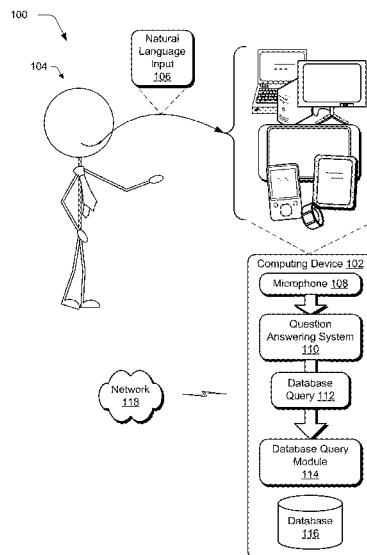 100
104
Natural
Language
Input
106
Computing Device 102
Microphone 108
Question
Answering System
110
Database
Query 112
Network
118
Database Query
Module
114
Database
116